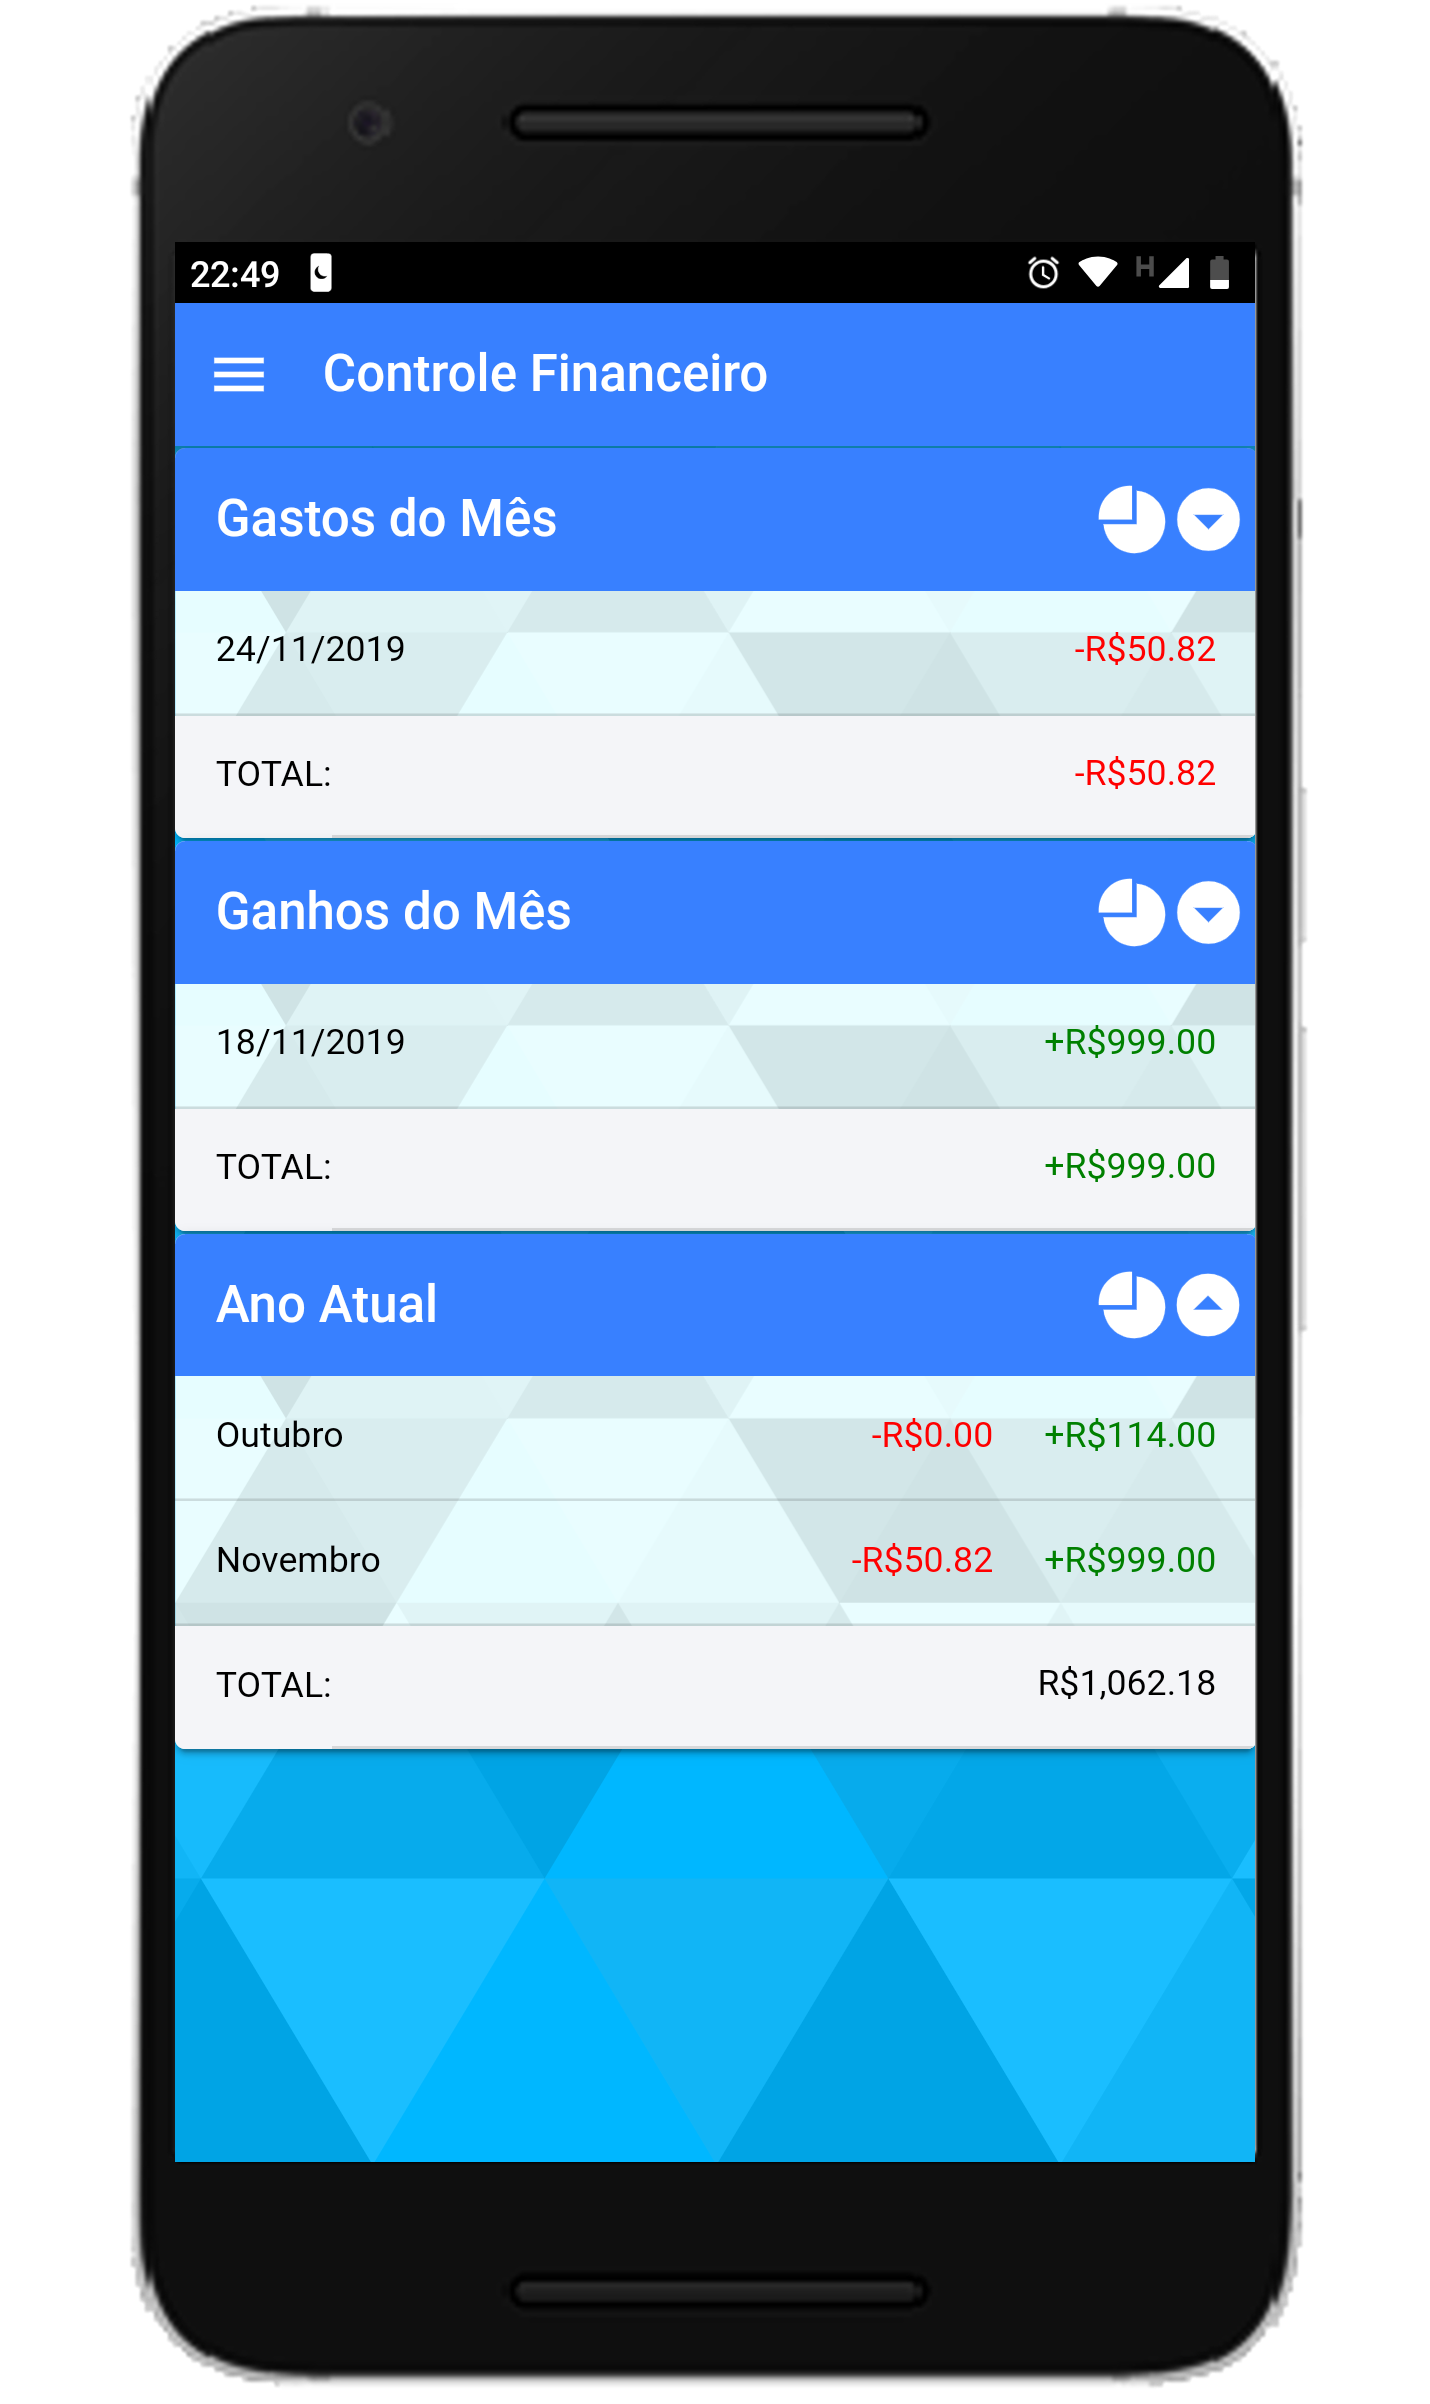 22:49 H
Controle Financeiro
Gastos do Mês
24/11/2019 -R$50.82
TOTAL: -R$50.82
Ganhos do Mês
18/11/2019 +R$999.00
TOTAL: +R$999.00
Ano Atual
Outubro -R$0.00 +R$114.00
Novembro -R$50.82 +R$999.00
TOTAL: R$1,062.18